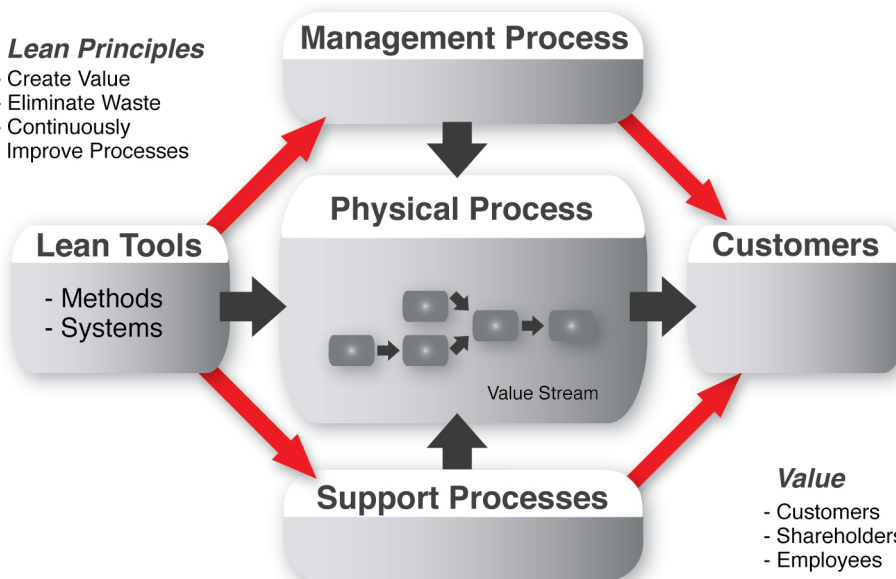 Lean Principles
- Create Value
- Eliminate Waste
- Continuously
Improve Processes
Management Process
Physical Process
Lean Tools
- Methods
- Systems
Customers
Value Stream
Support Processes
Value
- Customers
- Shareholders
- Employees